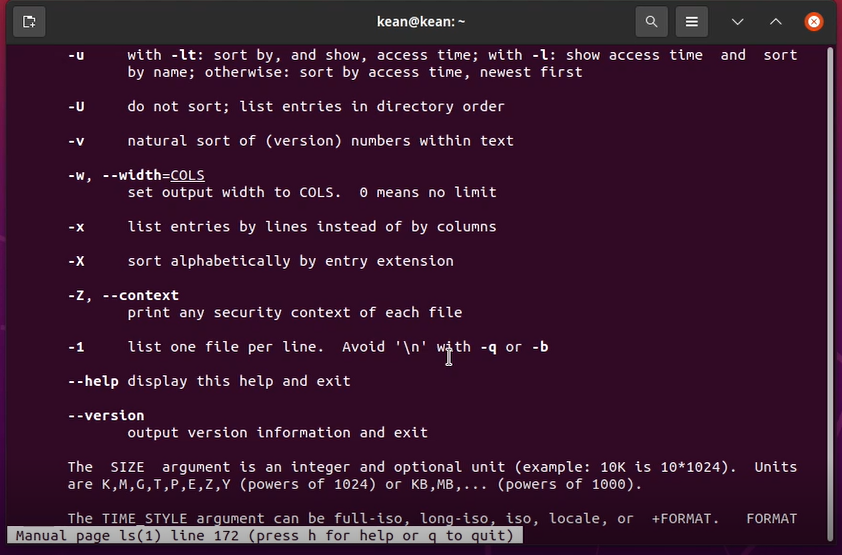 kean@kean: ~
-u with -lt: sort by, and show, access time; with -l: show access time and sort
by name; otherwise: sort by access time, newest first
-U do not sort; list entries in directory order
-v natural sort of (version) numbers within text
-w, --width=COLS
set output width to COLS. 0 means no limit
-x list entries by lines instead of by columns
-X sort alphabetically by entry extension
-Z, --context
print any security context of each file
-1 list one file per line. Avoid '\n' with -q or -b
--help display this help and exit
--version
output version information and exit
The SIZE argument is an integer and optional unit (example: 10K is 10*1024). Units
are K,M,G,T,P,E,Z,Y (powers of 1024) or KB,MB,... (powers of 1000).
The TIME_STYLE argument can be full-iso, long-iso, iso, locale, or +FORMAT. FORMAT
Manual page ls(1) line 172 (press h for help or q to quit)